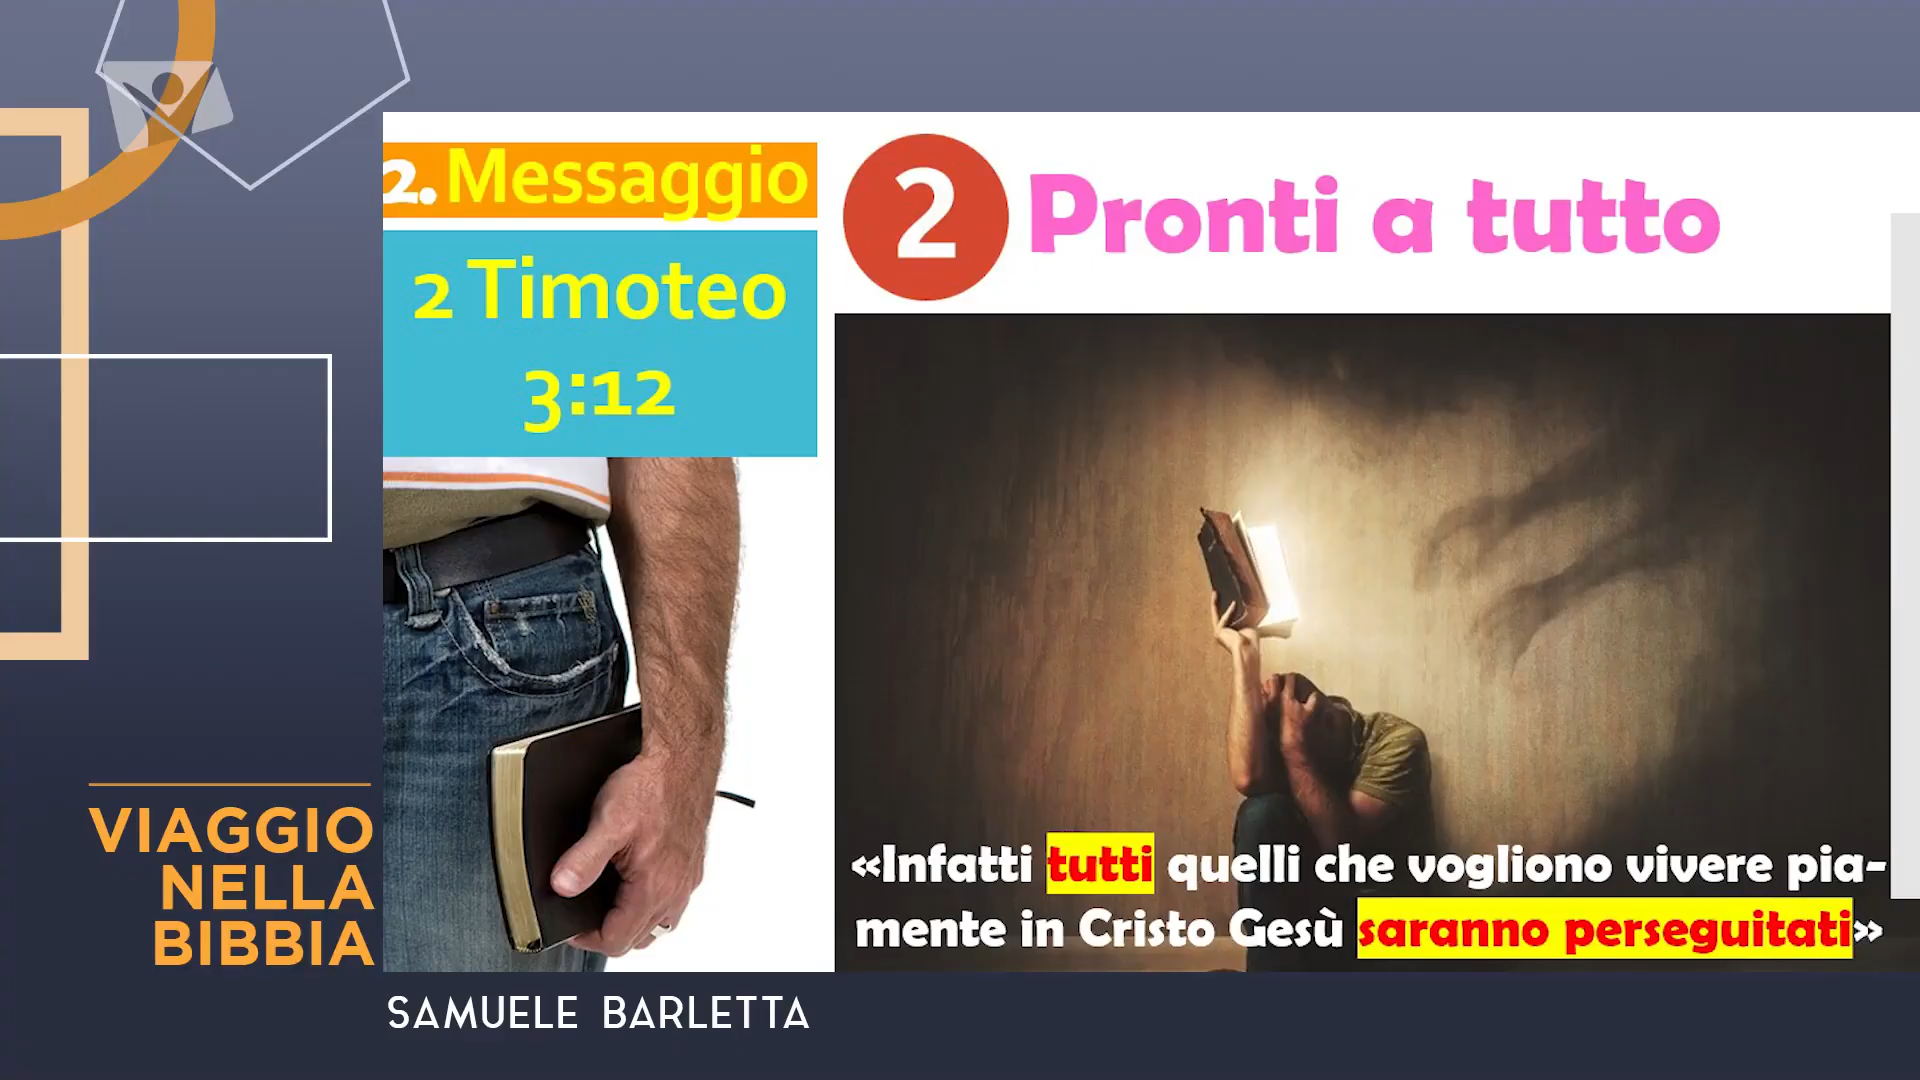 2. Messaggio
2 Timoteo
3:12
2 Pronti a tutto
«Infatti tutti quelli che vogliono vivere pia-
mente in Cristo Gesù saranno perseguitati»
VIAGGIO
NELLA
BIBBIA
SAMUELE BARLETTA